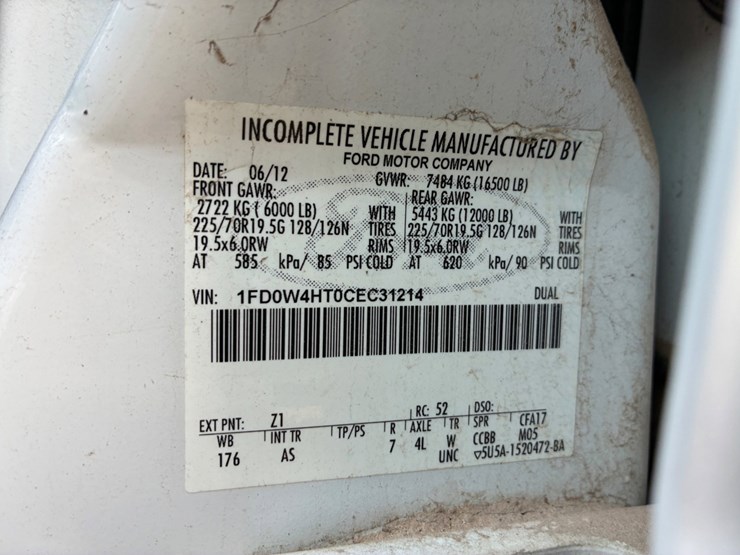 INCOMPLETE VEHICLE MANUFACTURED BY
FORD MOTOR COMPANY
DATE: 06/12 GVWR: 7484 KG (16500 LB)
FRONT GAWR: REAR GAWR:
2722 KG ( 6000 LB) WITH 5443 KG (12000 LB) WITH
225/70R19.5G 128/126N TIRES 225/70R19.5G 128/126N TIRES
19.5x6.0RW RIMS 19.5x6.0RW RIMS
AT 585 kPa/ 85 PSI COLD AT 620 kPa/ 90 PSI COLD
VIN: 1FD0W4HT0CEC31214 DUAL
EXT PNT: Z1 RC: 52 DSO:
WB INT TR TP/PS R AXLE TR SPR CFA17
176 AS 7 4L W CCBB M05
UNC ▽5U5A-1520472-BA